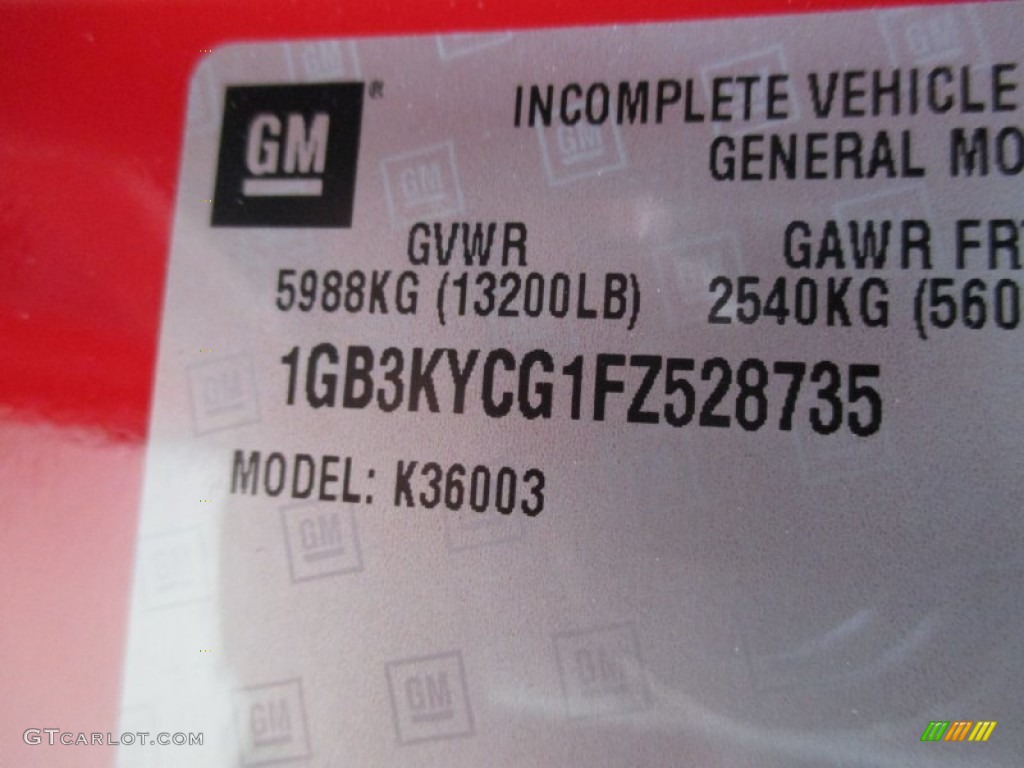 GM®
INCOMPLETE VEHICLE
GENERAL MO
GVWR GAWR FR
5988KG (13200LB) 2540KG (560
1GB3KYCG1FZ528735
MODEL: K36003
GTCARLOT.COM